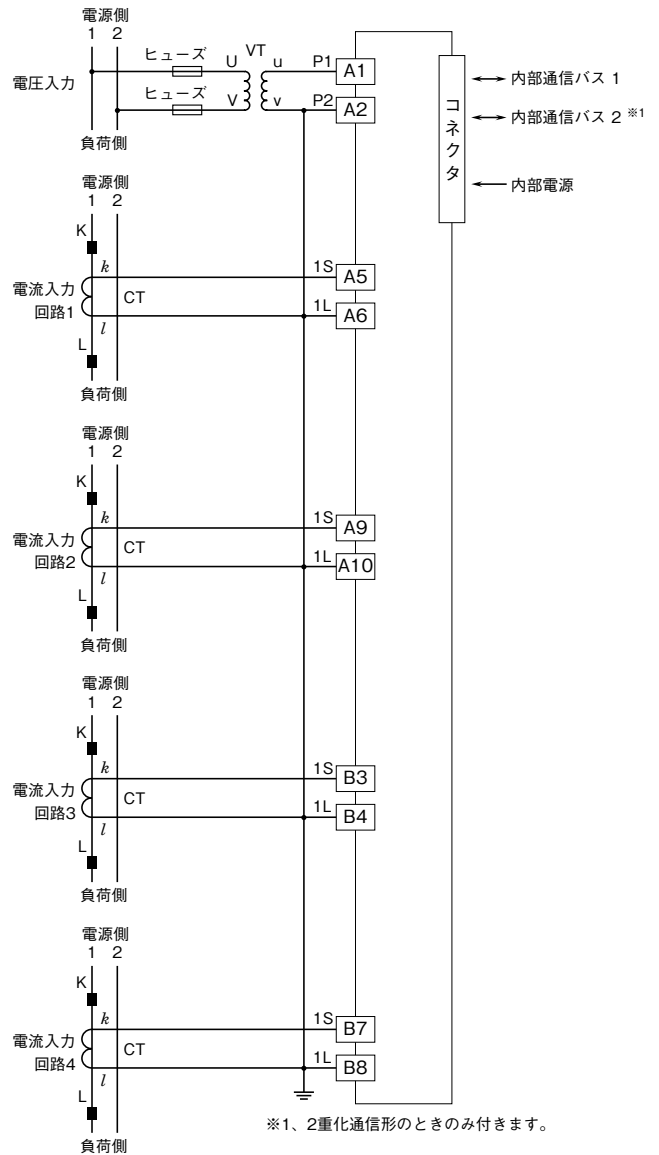 電源側
1 2
電圧入力
ヒューズ
U
VT
u
P1
A1
ヒューズ
V
v
P2
A2
負荷側
コネクタ
内部通信バス 1
内部通信バス 2 ※1
内部電源
電源側
1 2
K
k
1S
A5
電流入力
回路1
CT
1L
A6
l
L
負荷側
電源側
1 2
K
k
1S
A9
電流入力
回路2
CT
1L
A10
l
L
負荷側
電源側
1 2
K
k
1S
B3
電流入力
回路3
CT
1L
B4
l
L
負荷側
電源側
1 2
K
k
1S
B7
電流入力
回路4
CT
1L
B8
l
L
負荷側
※1、2重化通信形のときのみ付きます。